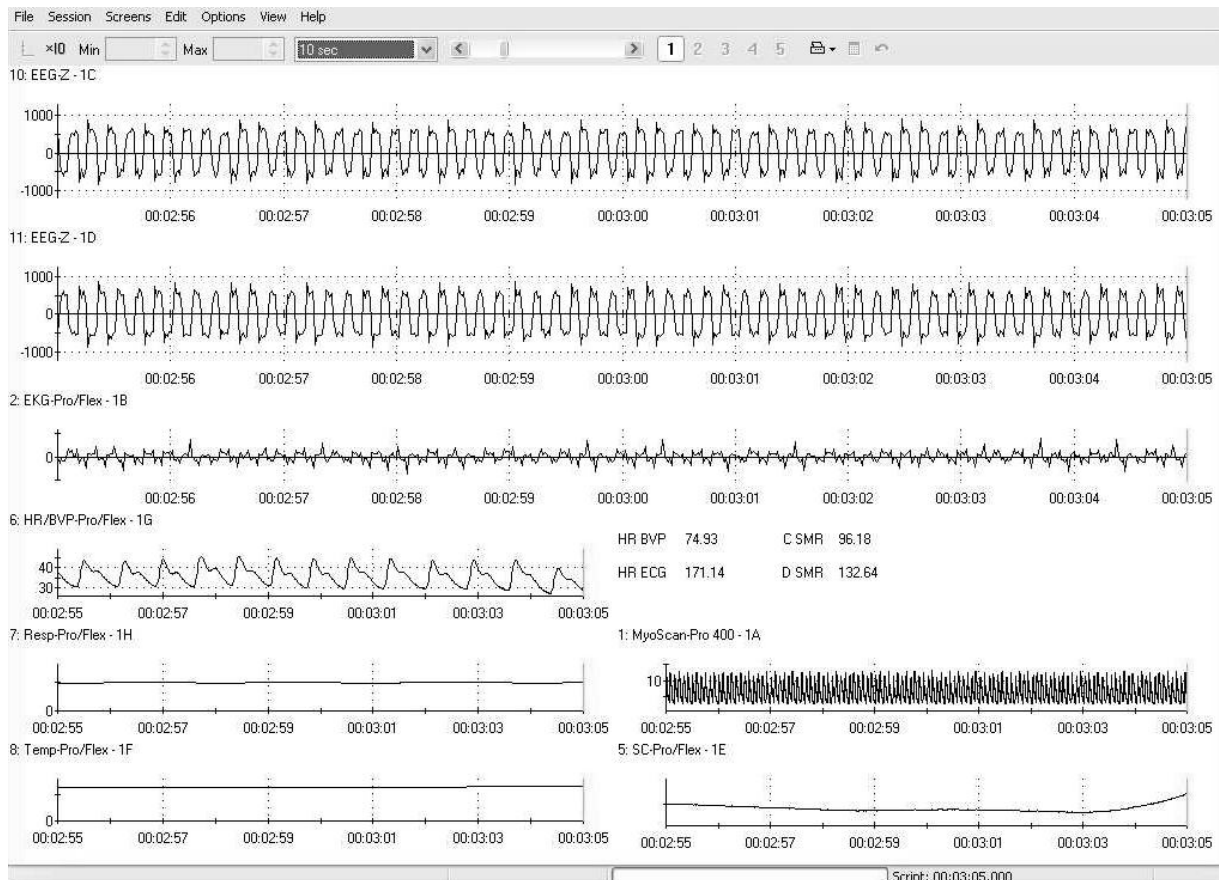 File Session Screens Edit Options View Help
×10 Min Max 10 sec 1 2 3 4 5
10: EEG-Z - 1C
1000
0
-1000
00:02:56 00:02:57 00:02:58 00:02:59 00:03:00 00:03:01 00:03:02 00:03:03 00:03:04 00:03:05
11: EEG-Z - 1D
1000
0
-1000
00:02:56 00:02:57 00:02:58 00:02:59 00:03:00 00:03:01 00:03:02 00:03:03 00:03:04 00:03:05
2: EKG-Pro/Flex - 1B
0
00:02:56 00:02:57 00:02:58 00:02:59 00:03:00 00:03:01 00:03:02 00:03:03 00:03:04 00:03:05
6: HR/BVP-Pro/Flex - 1G
40
30
00:02:55 00:02:57 00:02:59 00:03:01 00:03:03 00:03:05
HR BVP 74.93 C SMR 96.18
HR ECG 171.14 D SMR 132.64
7: Resp-Pro/Flex - 1H
0
00:02:55 00:02:57 00:02:59 00:03:01 00:03:03 00:03:05
1: MyoScan-Pro 400 - 1A
10
00:02:55 00:02:57 00:02:59 00:03:01 00:03:03 00:03:05
8: Temp-Pro/Flex - 1F
0
00:02:55 00:02:57 00:02:59 00:03:01 00:03:03 00:03:05
5: SC-Pro/Flex - 1E
00:02:55 00:02:57 00:02:59 00:03:01 00:03:03 00:03:05
Script: 00:03:05.000